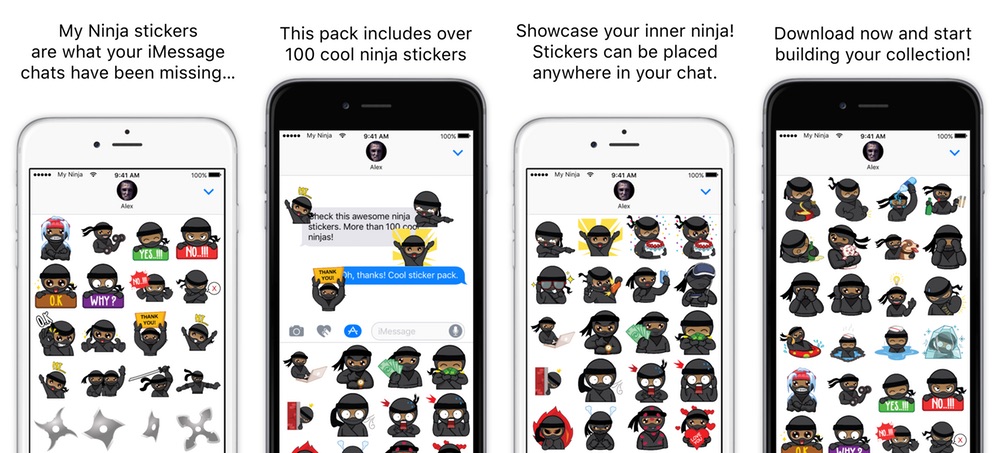 My Ninja stickers
are what your iMessage
chats have been missing...
My Ninja
9:41 AM
100%
Alex
YES..!!!
NO..!!!
O.K
WHY?
NO..!!!
X
O.K
THANK
YOU!
This pack includes over
100 cool ninja stickers
My Ninja
9:41 AM
100%
Alex
check this awesome ninja
stickers. More than 100 cool
ninjas!
THANK
YOU!
Oh, thanks! Cool sticker pack.
iMessage
Showcase your inner ninja!
Stickers can be placed
anywhere in your chat.
My Ninja
9:41 AM
100%
Alex
Download now and start
building your collection!
My Ninja
9:41 AM
100%
Alex
YES..!!!
NO..!!!
O.K
WHY?
NO..!!!
X